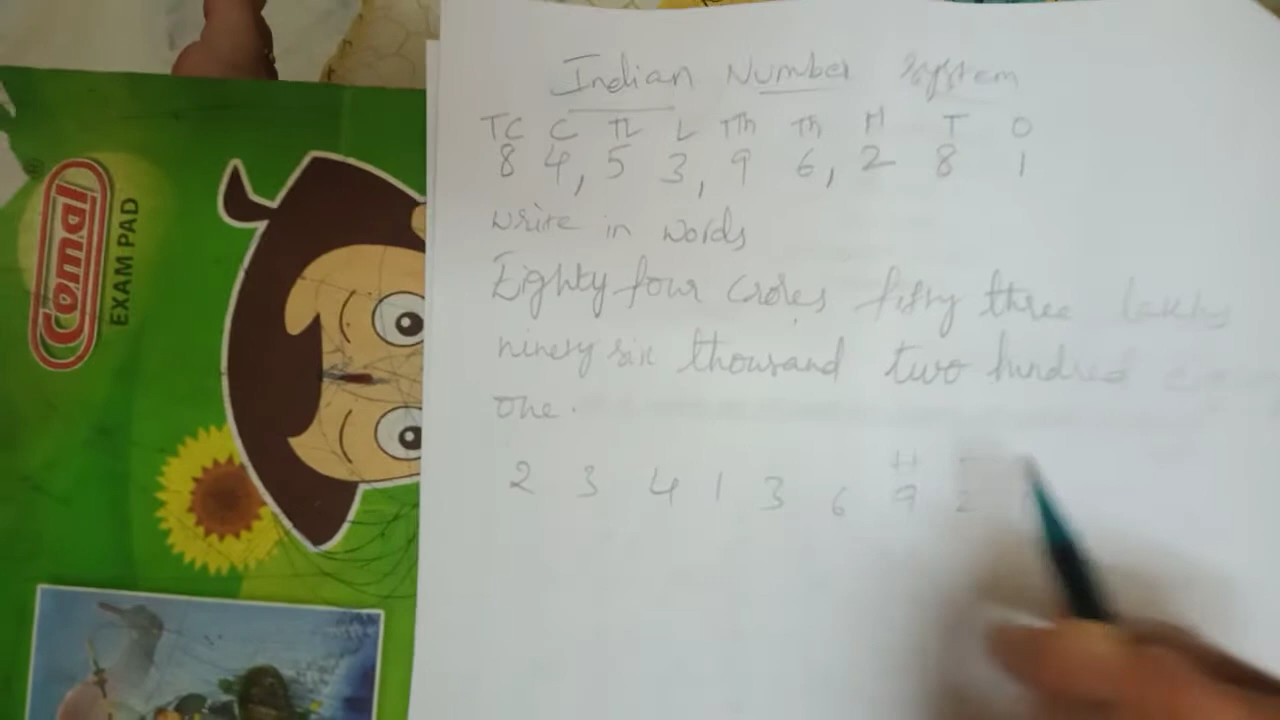 Comal
EXAM PAD
Indian Number System
TC C TL L TTh Th H T O
8 4, 5 3, 9 6, 2 8 1
write in words
Eighty four crores fifty three lakhs
ninety six thousand two hundred
one.
H
2 3 4 1 3 6 9 2